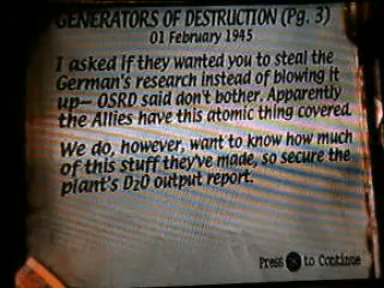 GENERATORS OF DESTRUCTION (Pg. 3)
01 February 1945
I asked if they wanted you to steal the
German's research instead of blowing it
up— OSRD said don't bother. Apparently
the Allies have this atomic thing covered.
We do, however, want to know how much
of this stuff they've made, so secure the
plant's D2O output report.
Press to Continue